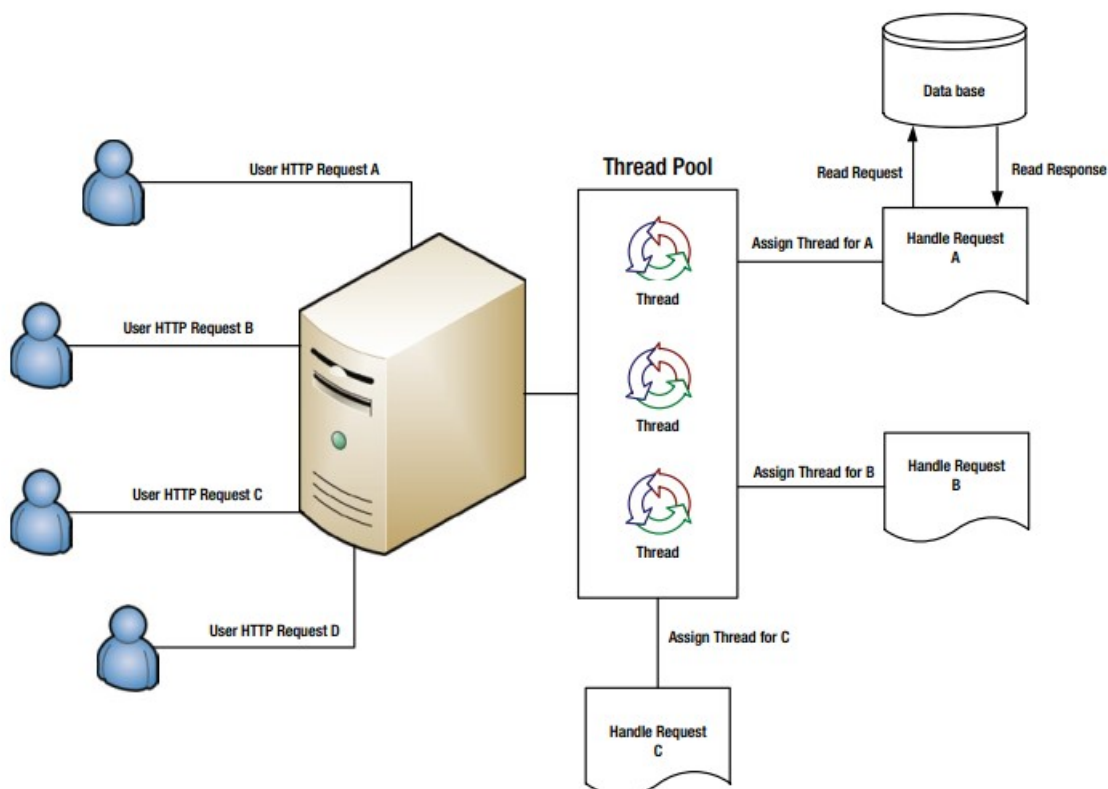 Data base
User HTTP Request A
Thread Pool
Read Request
Read Response
Thread
Assign Thread for A
Handle Request
A
User HTTP Request B
Thread
User HTTP Request C
Assign Thread for B
Handle Request
B
Thread
User HTTP Request D
Assign Thread for C
Handle Request
C